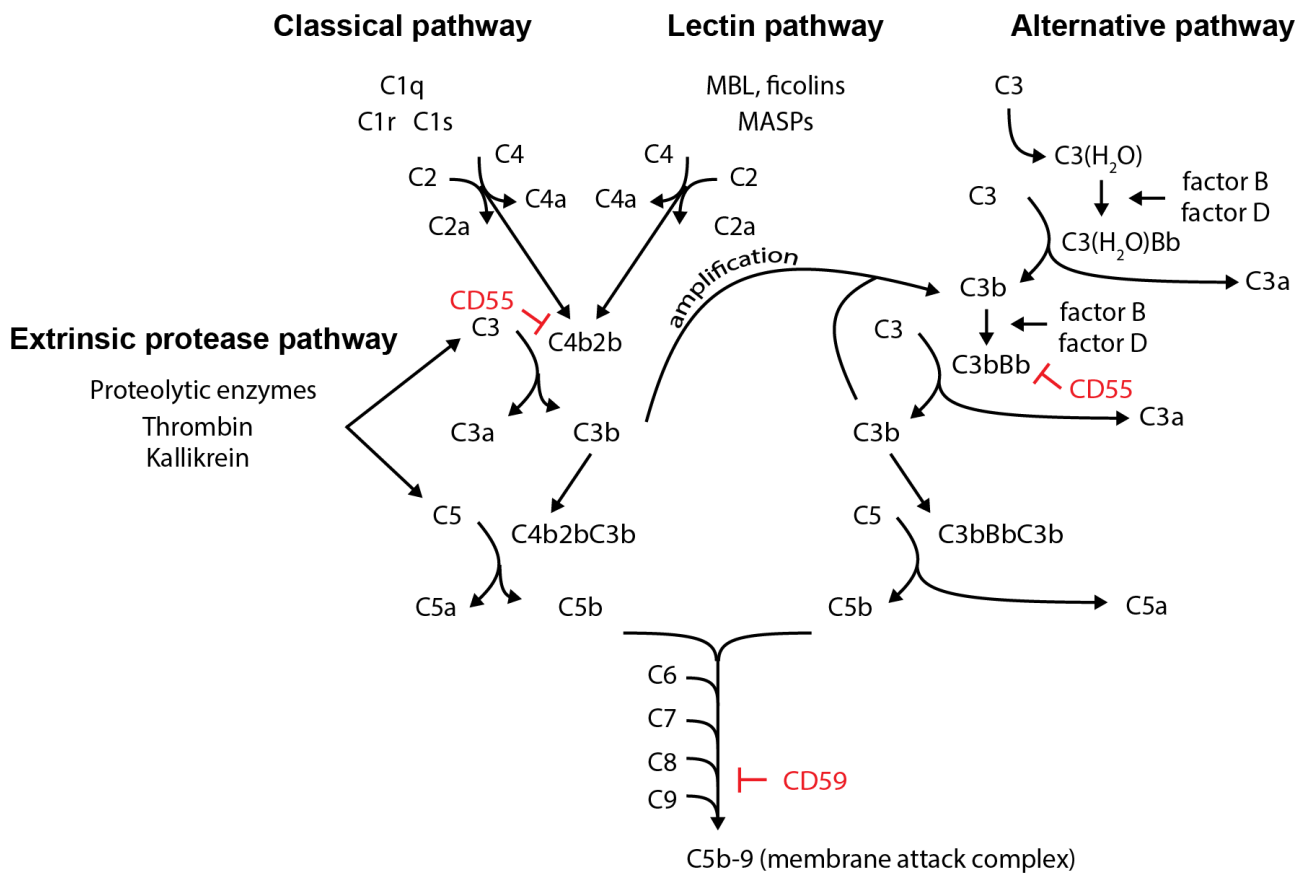 Classical pathway
Lectin pathway
Alternative pathway
C1q
C1r C1s
MBL, ficolins
MASPs
C3
C4
C2
C4a
C2a
C4
C2
C4a
C2a
C3(H₂O)
factor B
factor D
C3
C3(H₂O)Bb
C3a
amplification
C3b
factor B
factor D
CD55
C3
C4b2b
C3
C3bBb
CD55
C3a
Extrinsic protease pathway
Proteolytic enzymes
Thrombin
Kallikrein
C3a
C3b
C3b
C5
C4b2bC3b
C5
C3bBbC3b
C5a
C5b
C5b
C5a
C6
C7
C8
C9
CD59
C5b-9 (membrane attack complex)